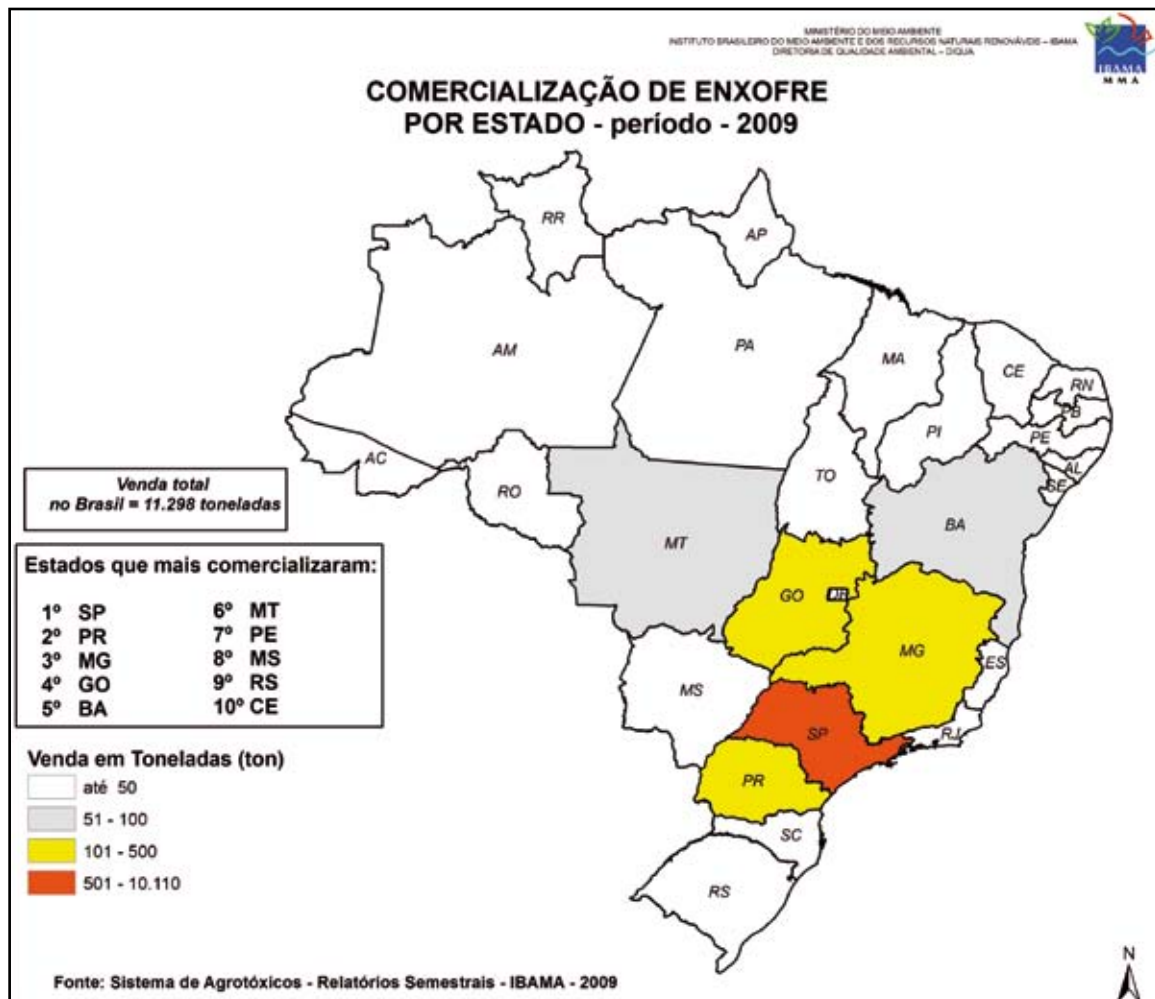 MINISTÉRIO DO MEIO AMBIENTE
INSTITUTO BRASILEIRO DO MEIO AMBIENTE E DOS RECURSOS NATURAIS RENOVÁVEIS – IBAMA
DIRETORIA DE QUALIDADE AMBIENTAL – DIQUA
IBAMA
M M A
COMERCIALIZAÇÃO DE ENXOFRE
POR ESTADO - período - 2009
RR
AP
AM
PA
MA
CE
RN
PB
PI
PE
AC
TO
AL
SE
RO
BA
MT
GO
DF
MG
ES
MS
SP
RJ
PR
SC
RS
Venda total
no Brasil = 11.298 toneladas
Estados que mais comercializaram:
1º SP 6º MT
2º PR 7º PE
3º MG 8º MS
4º GO 9º RS
5º BA 10º CE
Venda em Toneladas (ton)
até 50
51 - 100
101 - 500
501 - 10.110
N
Fonte: Sistema de Agrotóxicos - Relatórios Semestrais - IBAMA - 2009